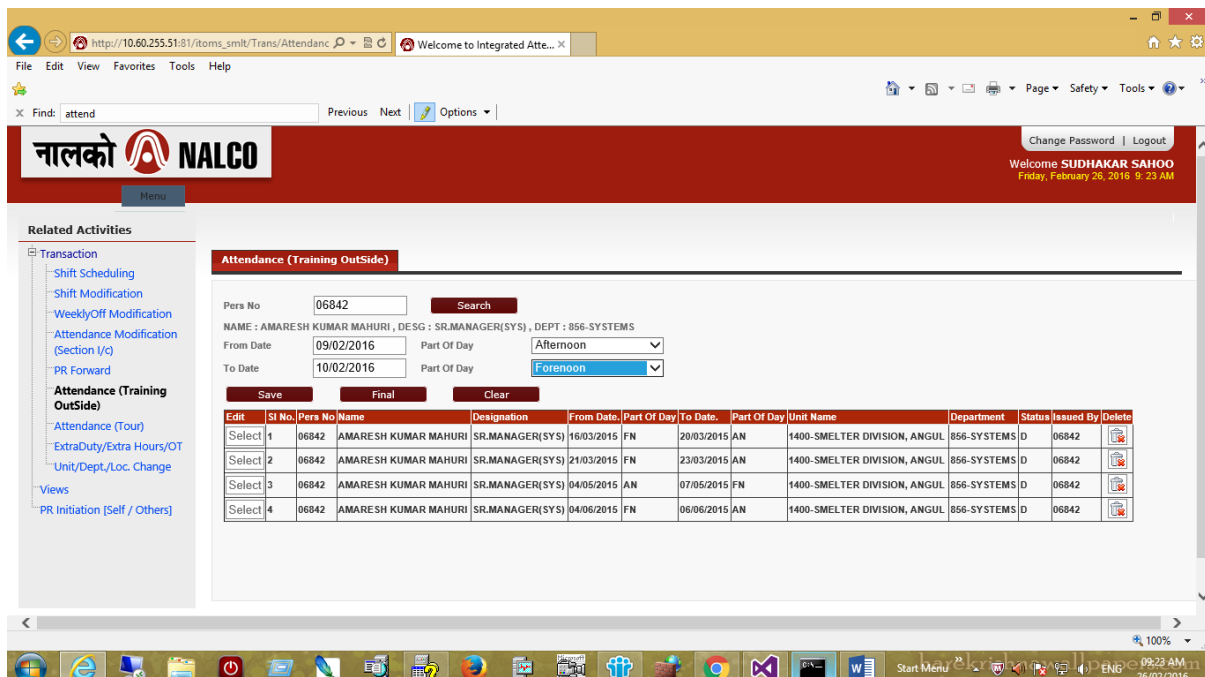 http://10.60.255.51:81/itoms_smlt/Trans/Attendanc
Welcome to Integrated Atte...
File Edit View Favorites Tools Help
Page Safety Tools
Find: attend Previous Next Options
नालको NALCO
Change Password | Logout
Welcome SUDHAKAR SAHOO
Friday, February 26, 2016 9:23 AM
Menu
Related Activities
Transaction
Shift Scheduling
Shift Modification
WeeklyOff Modification
Attendance Modification
(Section I/c)
PR Forward
Attendance (Training
OutSide)
Attendance (Tour)
ExtraDuty/Extra Hours/OT
Unit/Dept./Loc. Change
Views
PR Initiation [Self / Others]
Attendance (Training OutSide)
Pers No 06842 Search
NAME : AMARESH KUMAR MAHURI , DESG : SR.MANAGER(SYS) , DEPT : 856-SYSTEMS
From Date 09/02/2016 Part Of Day Afternoon
To Date 10/02/2016 Part Of Day Forenoon
Save Final Clear
Edit Sl No. Pers No Name Designation From Date. Part Of Day To Date. Part Of Day Unit Name Department Status Issued By Delete
Select 1 06842 AMARESH KUMAR MAHURI SR.MANAGER(SYS) 16/03/2015 FN 20/03/2015 AN 1400-SMELTER DIVISION, ANGUL 856-SYSTEMS D 06842
Select 2 06842 AMARESH KUMAR MAHURI SR.MANAGER(SYS) 21/03/2015 FN 23/03/2015 AN 1400-SMELTER DIVISION, ANGUL 856-SYSTEMS D 06842
Select 3 06842 AMARESH KUMAR MAHURI SR.MANAGER(SYS) 04/05/2015 AN 07/05/2015 FN 1400-SMELTER DIVISION, ANGUL 856-SYSTEMS D 06842
Select 4 06842 AMARESH KUMAR MAHURI SR.MANAGER(SYS) 04/06/2015 FN 06/06/2015 AN 1400-SMELTER DIVISION, ANGUL 856-SYSTEMS D 06842
100%
Start Menu ENG 09:23 AM
26/02/2016